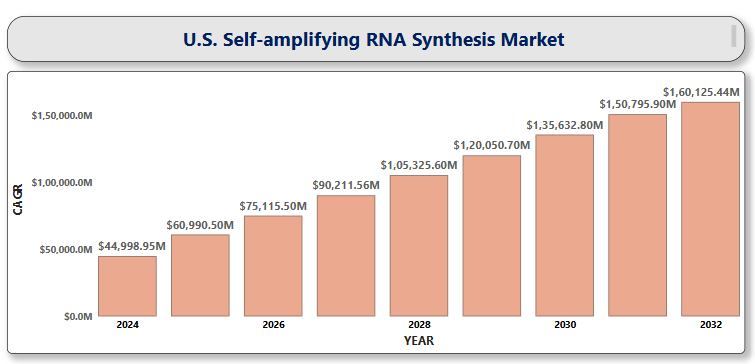 U.S. Self-amplifying RNA Synthesis Market
$1,60,125.44M
$1,50,795.90M
$1,35,632.80M
$1,20,050.70M
$1,05,325.60M
$90,211.56M
$75,115.50M
$60,990.50M
$44,998.95M
$1,50,000.0M
$1,00,000.0M
$50,000.0M
$0.0M
CAGR
2024 2026 2028 2030 2032
YEAR